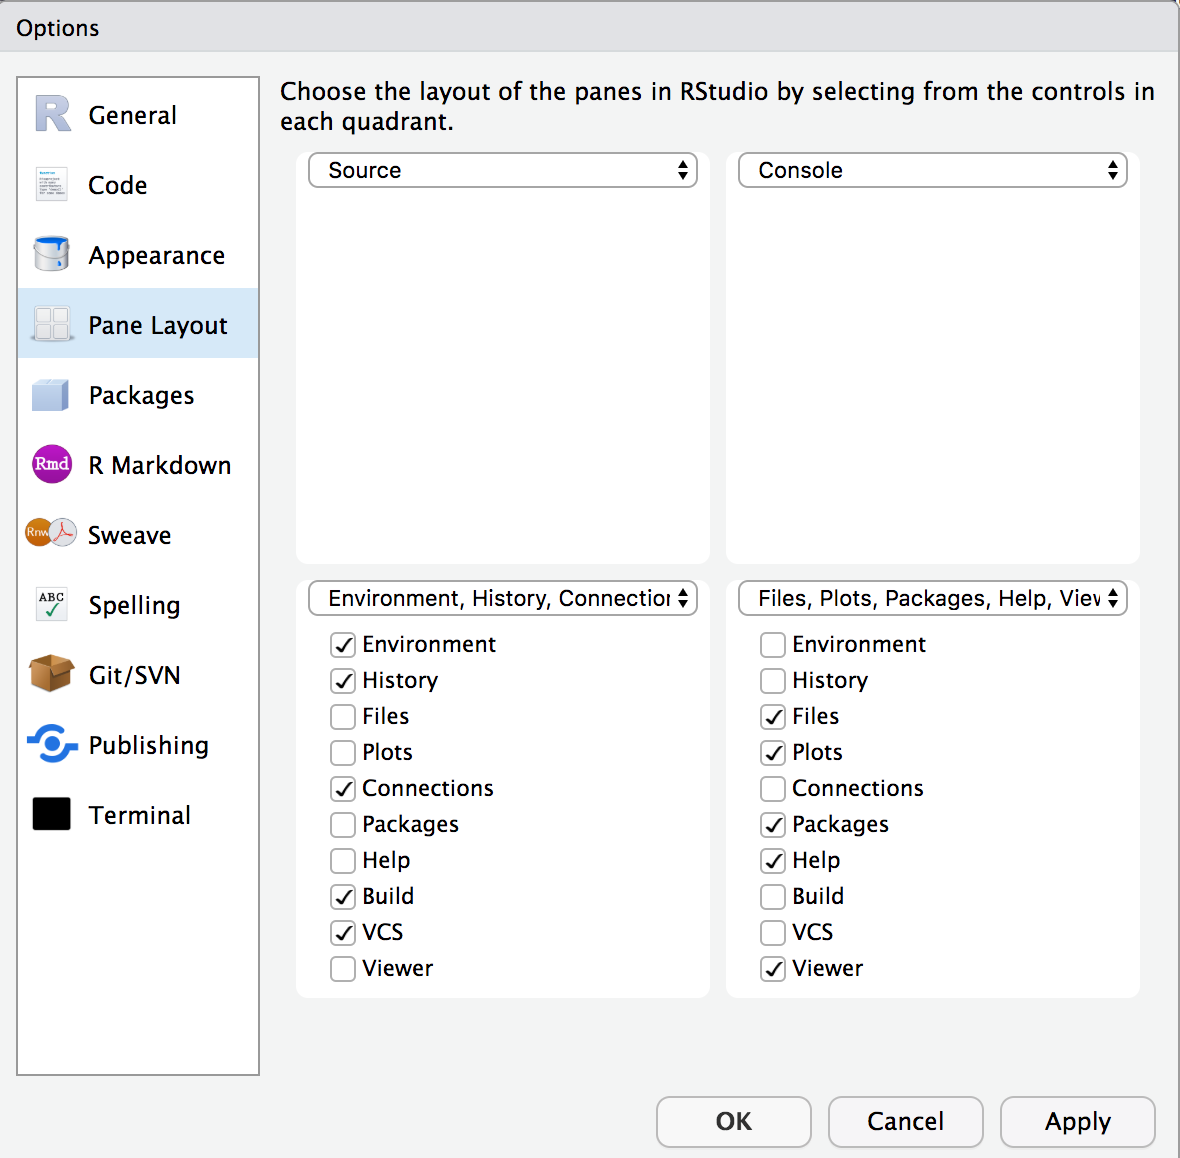 Options
General
Code
Appearance
Pane Layout
Packages
Rmd
R Markdown
Rnw
Sweave
ABC
Spelling
Git/SVN
Publishing
Terminal
Choose the layout of the panes in RStudio by selecting from the controls in
each quadrant.
Source
Console
Environment, History, Connection
Environment
History
Files
Plots
Connections
Packages
Help
Build
VCS
Viewer
Files, Plots, Packages, Help, View
Environment
History
Files
Plots
Connections
Packages
Help
Build
VCS
Viewer
OK
Cancel
Apply